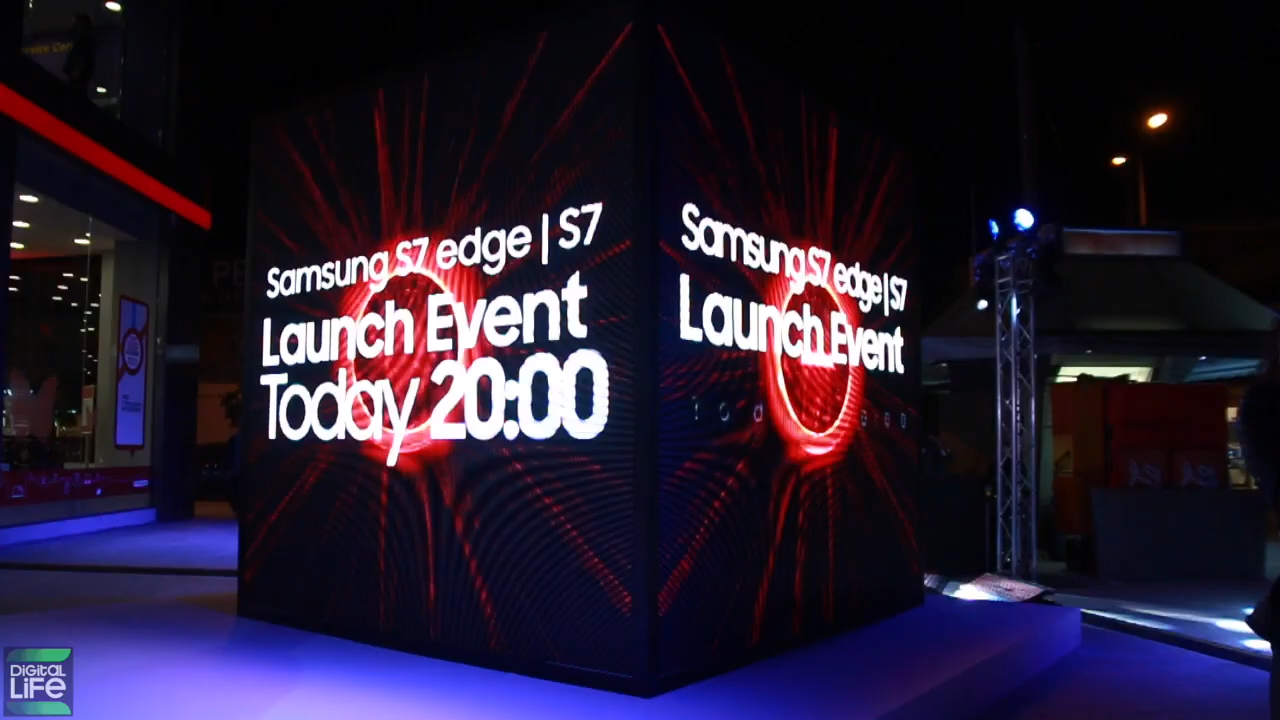 Samsung S7 edge | S7
Launch Event
Today 20:00
Samsung S7 edge | S7
Launch Event
DiGiTAL
LiFE